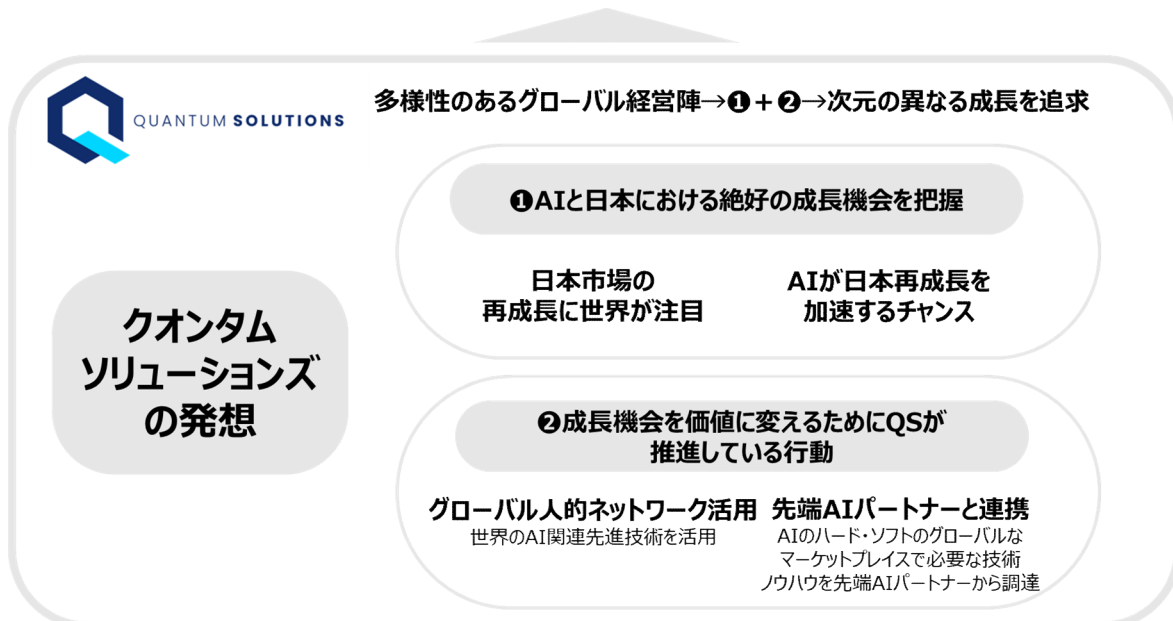 QUANTUM SOLUTIONS
多様性のあるグローバル経営陣→❶+❷→次元の異なる成長を追求
クオンタム
ソリューションズ
の発想
❶AIと日本における絶好の成長機会を把握
日本市場の
再成長に世界が注目
AIが日本再成長を
加速するチャンス
❷成長機会を価値に変えるためにQSが
推進している行動
グローバル人的ネットワーク活用
世界のAI関連先進技術を活用
先端AIパートナーと連携
AIのハード・ソフトのグローバルな
マーケットプレイスで必要な技術
ノウハウを先端AIパートナーから調達